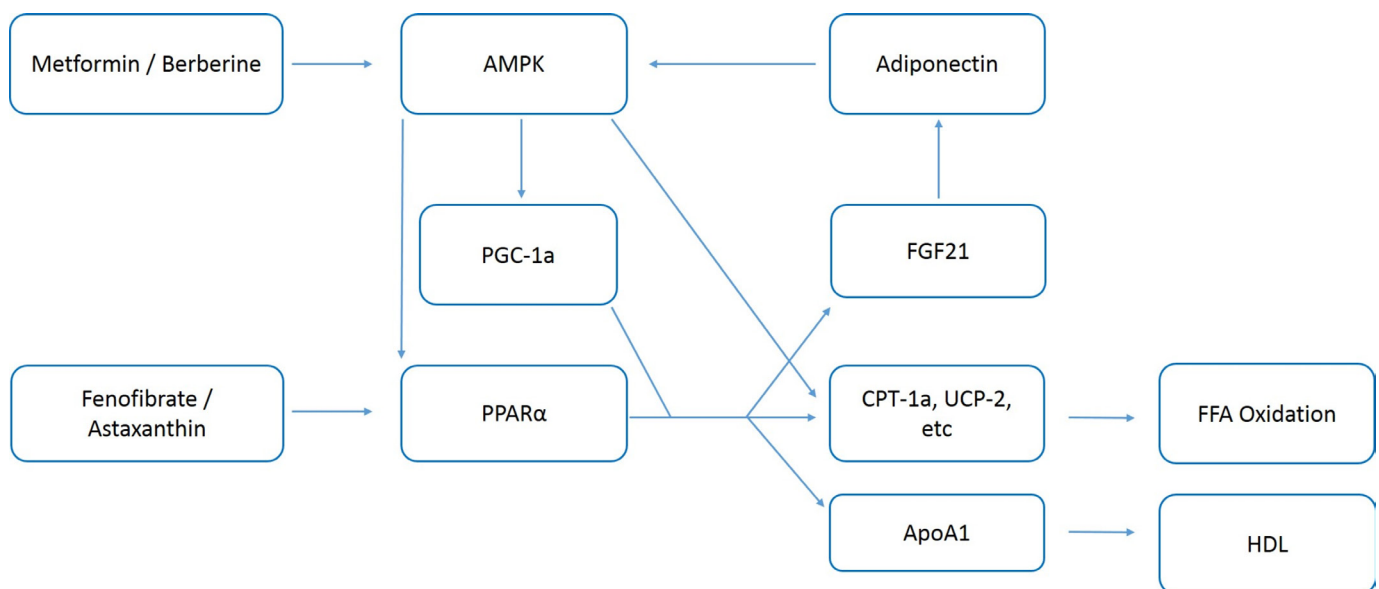 Metformin / Berberine
AMPK
Adiponectin
PGC-1a
FGF21
Fenofibrate /
Astaxanthin
PPARα
CPT-1a, UCP-2,
etc
FFA Oxidation
ApoA1
HDL